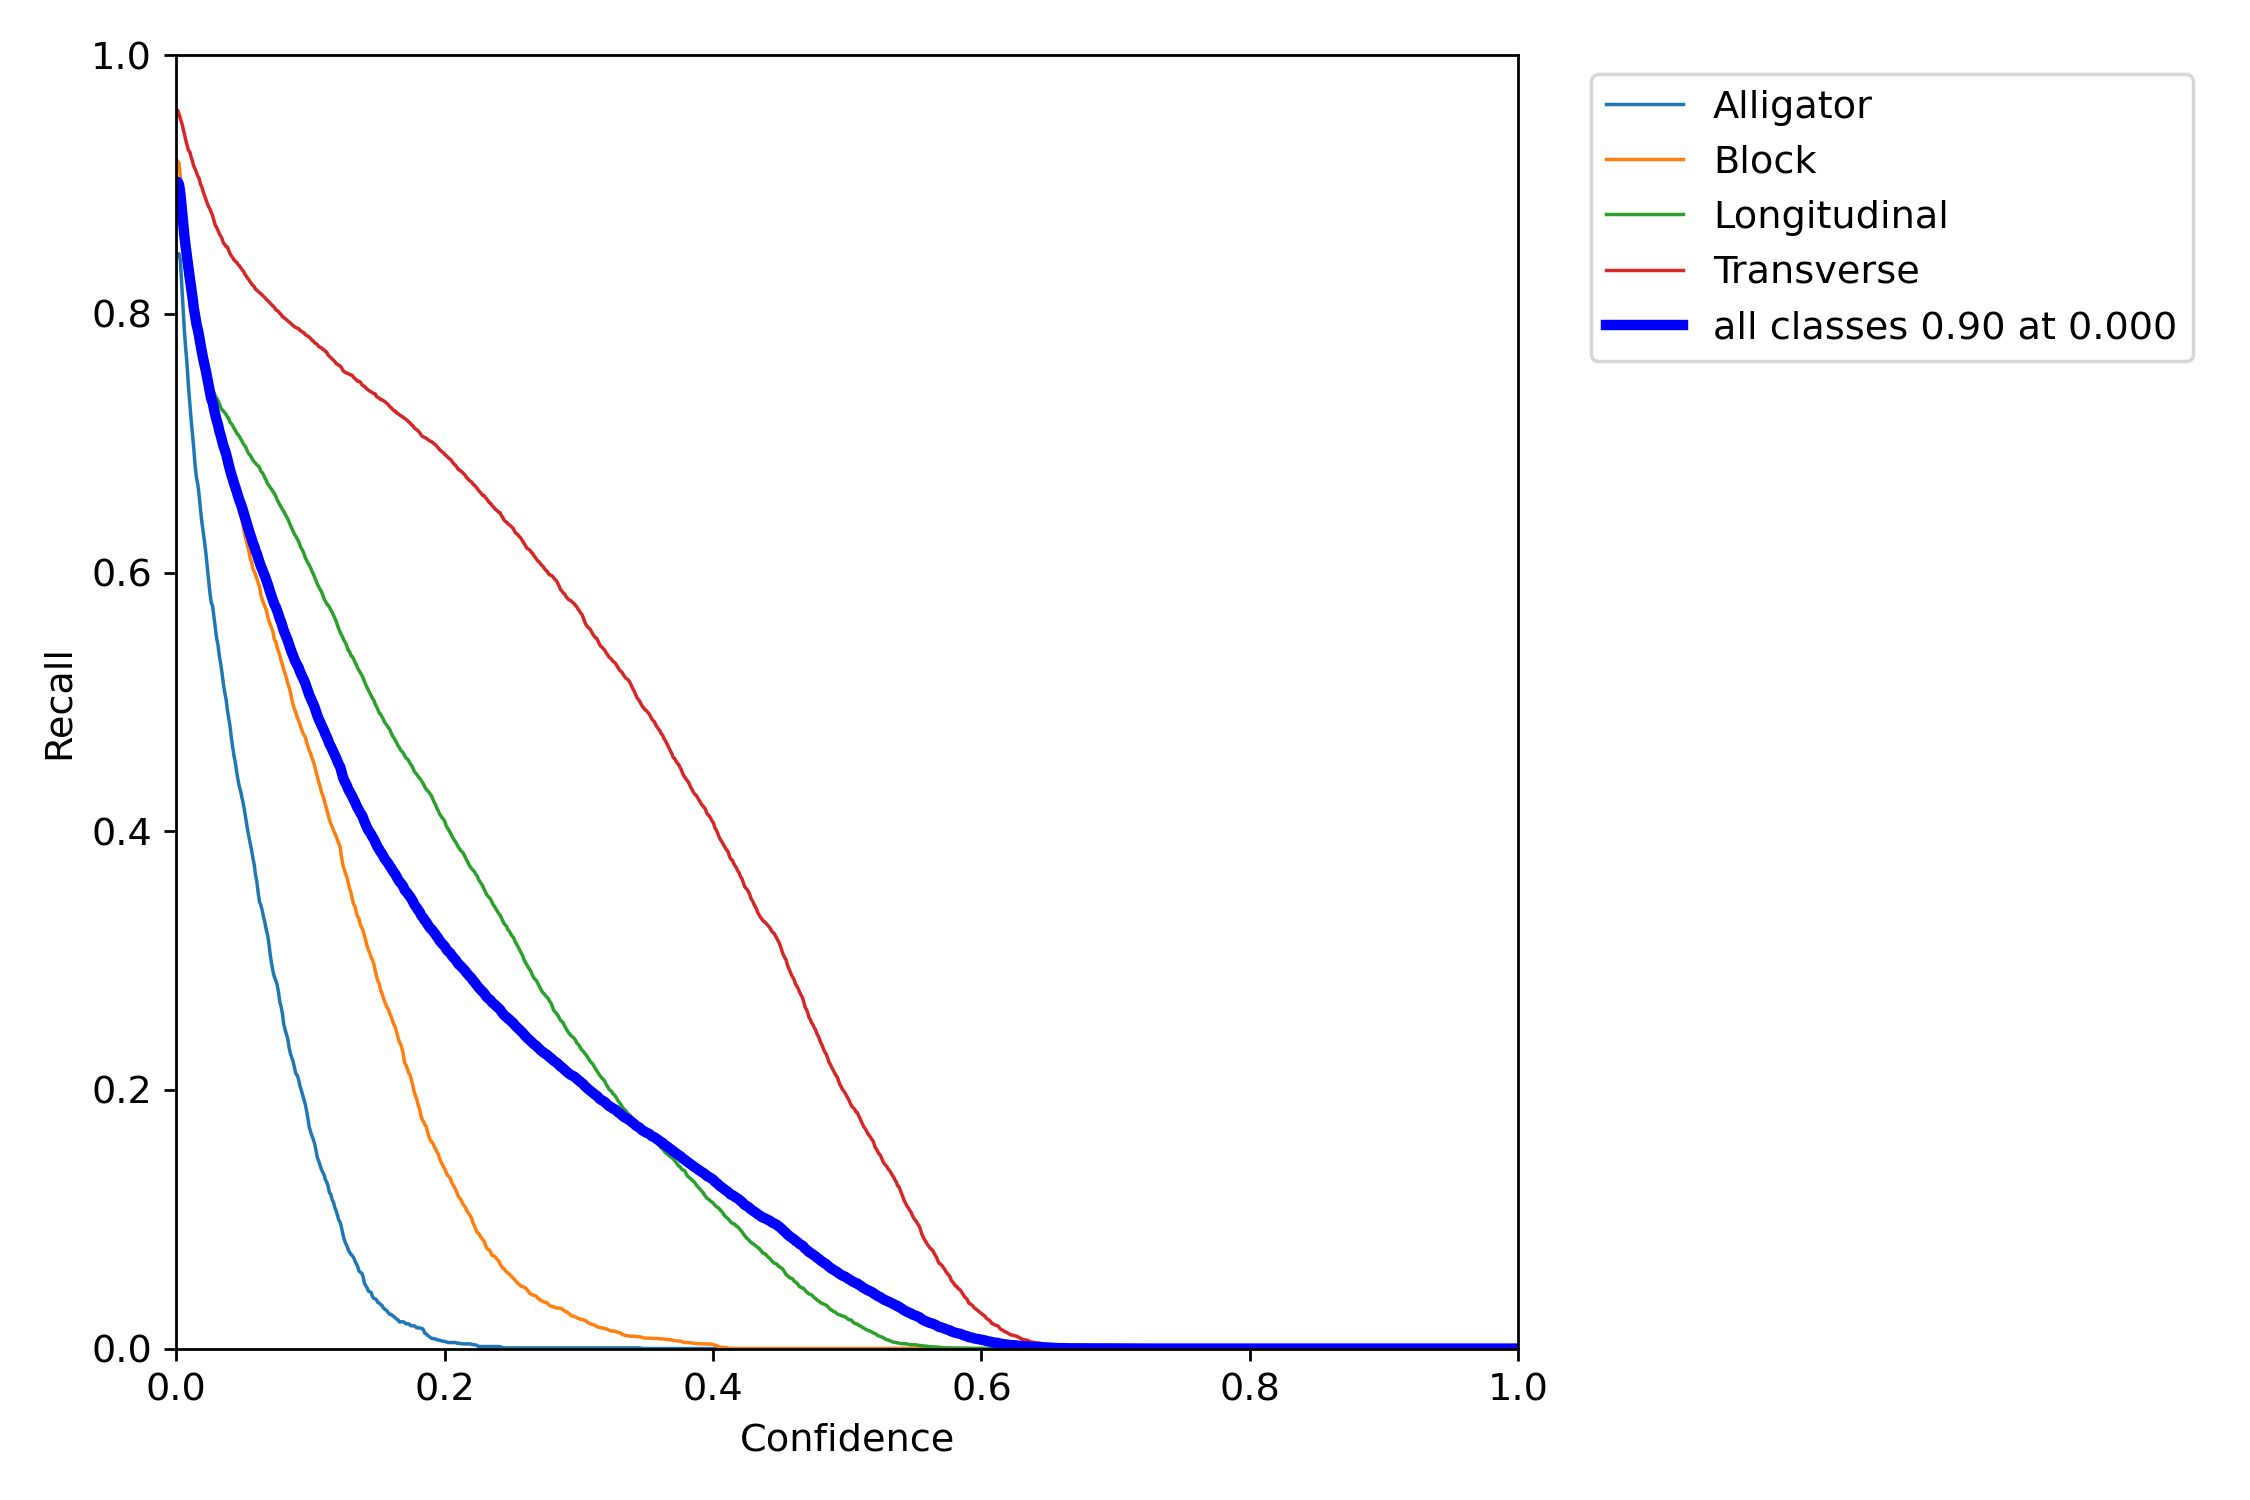 1.0
0.8
0.6
0.4
0.2
0.0
Recall
0.0 0.2 0.4 0.6 0.8 1.0
Confidence
Alligator
Block
Longitudinal
Transverse
all classes 0.90 at 0.000